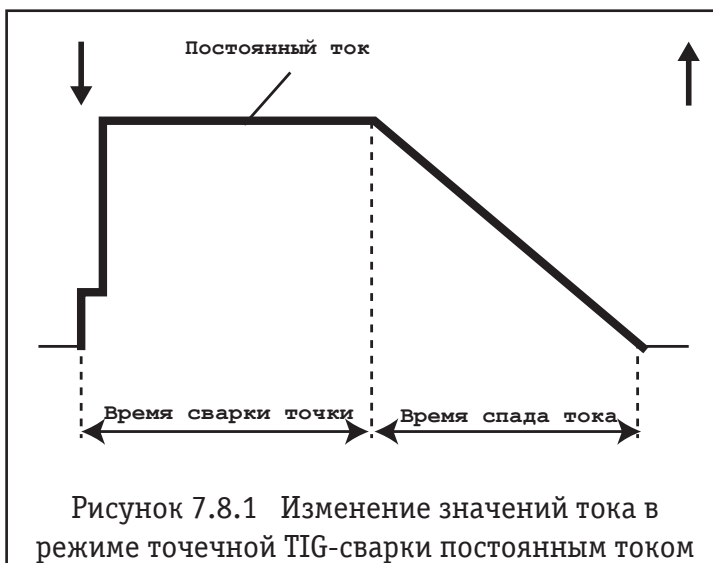 Постоянный ток
Время сварки точки
Время спада тока
Рисунок 7.8.1 Изменение значений тока в
режиме точечной TIG-сварки постоянным током